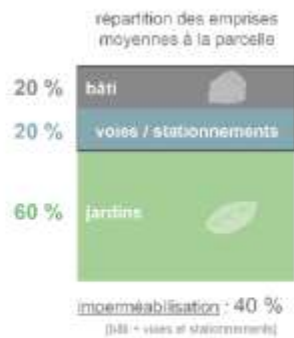 répartition des emprises
moyennes à la parcelle
20 % bâti
20 % voies / stationnements
60 % jardins
imperméabilisation : 40 %
(bâti + voies et stationnements)